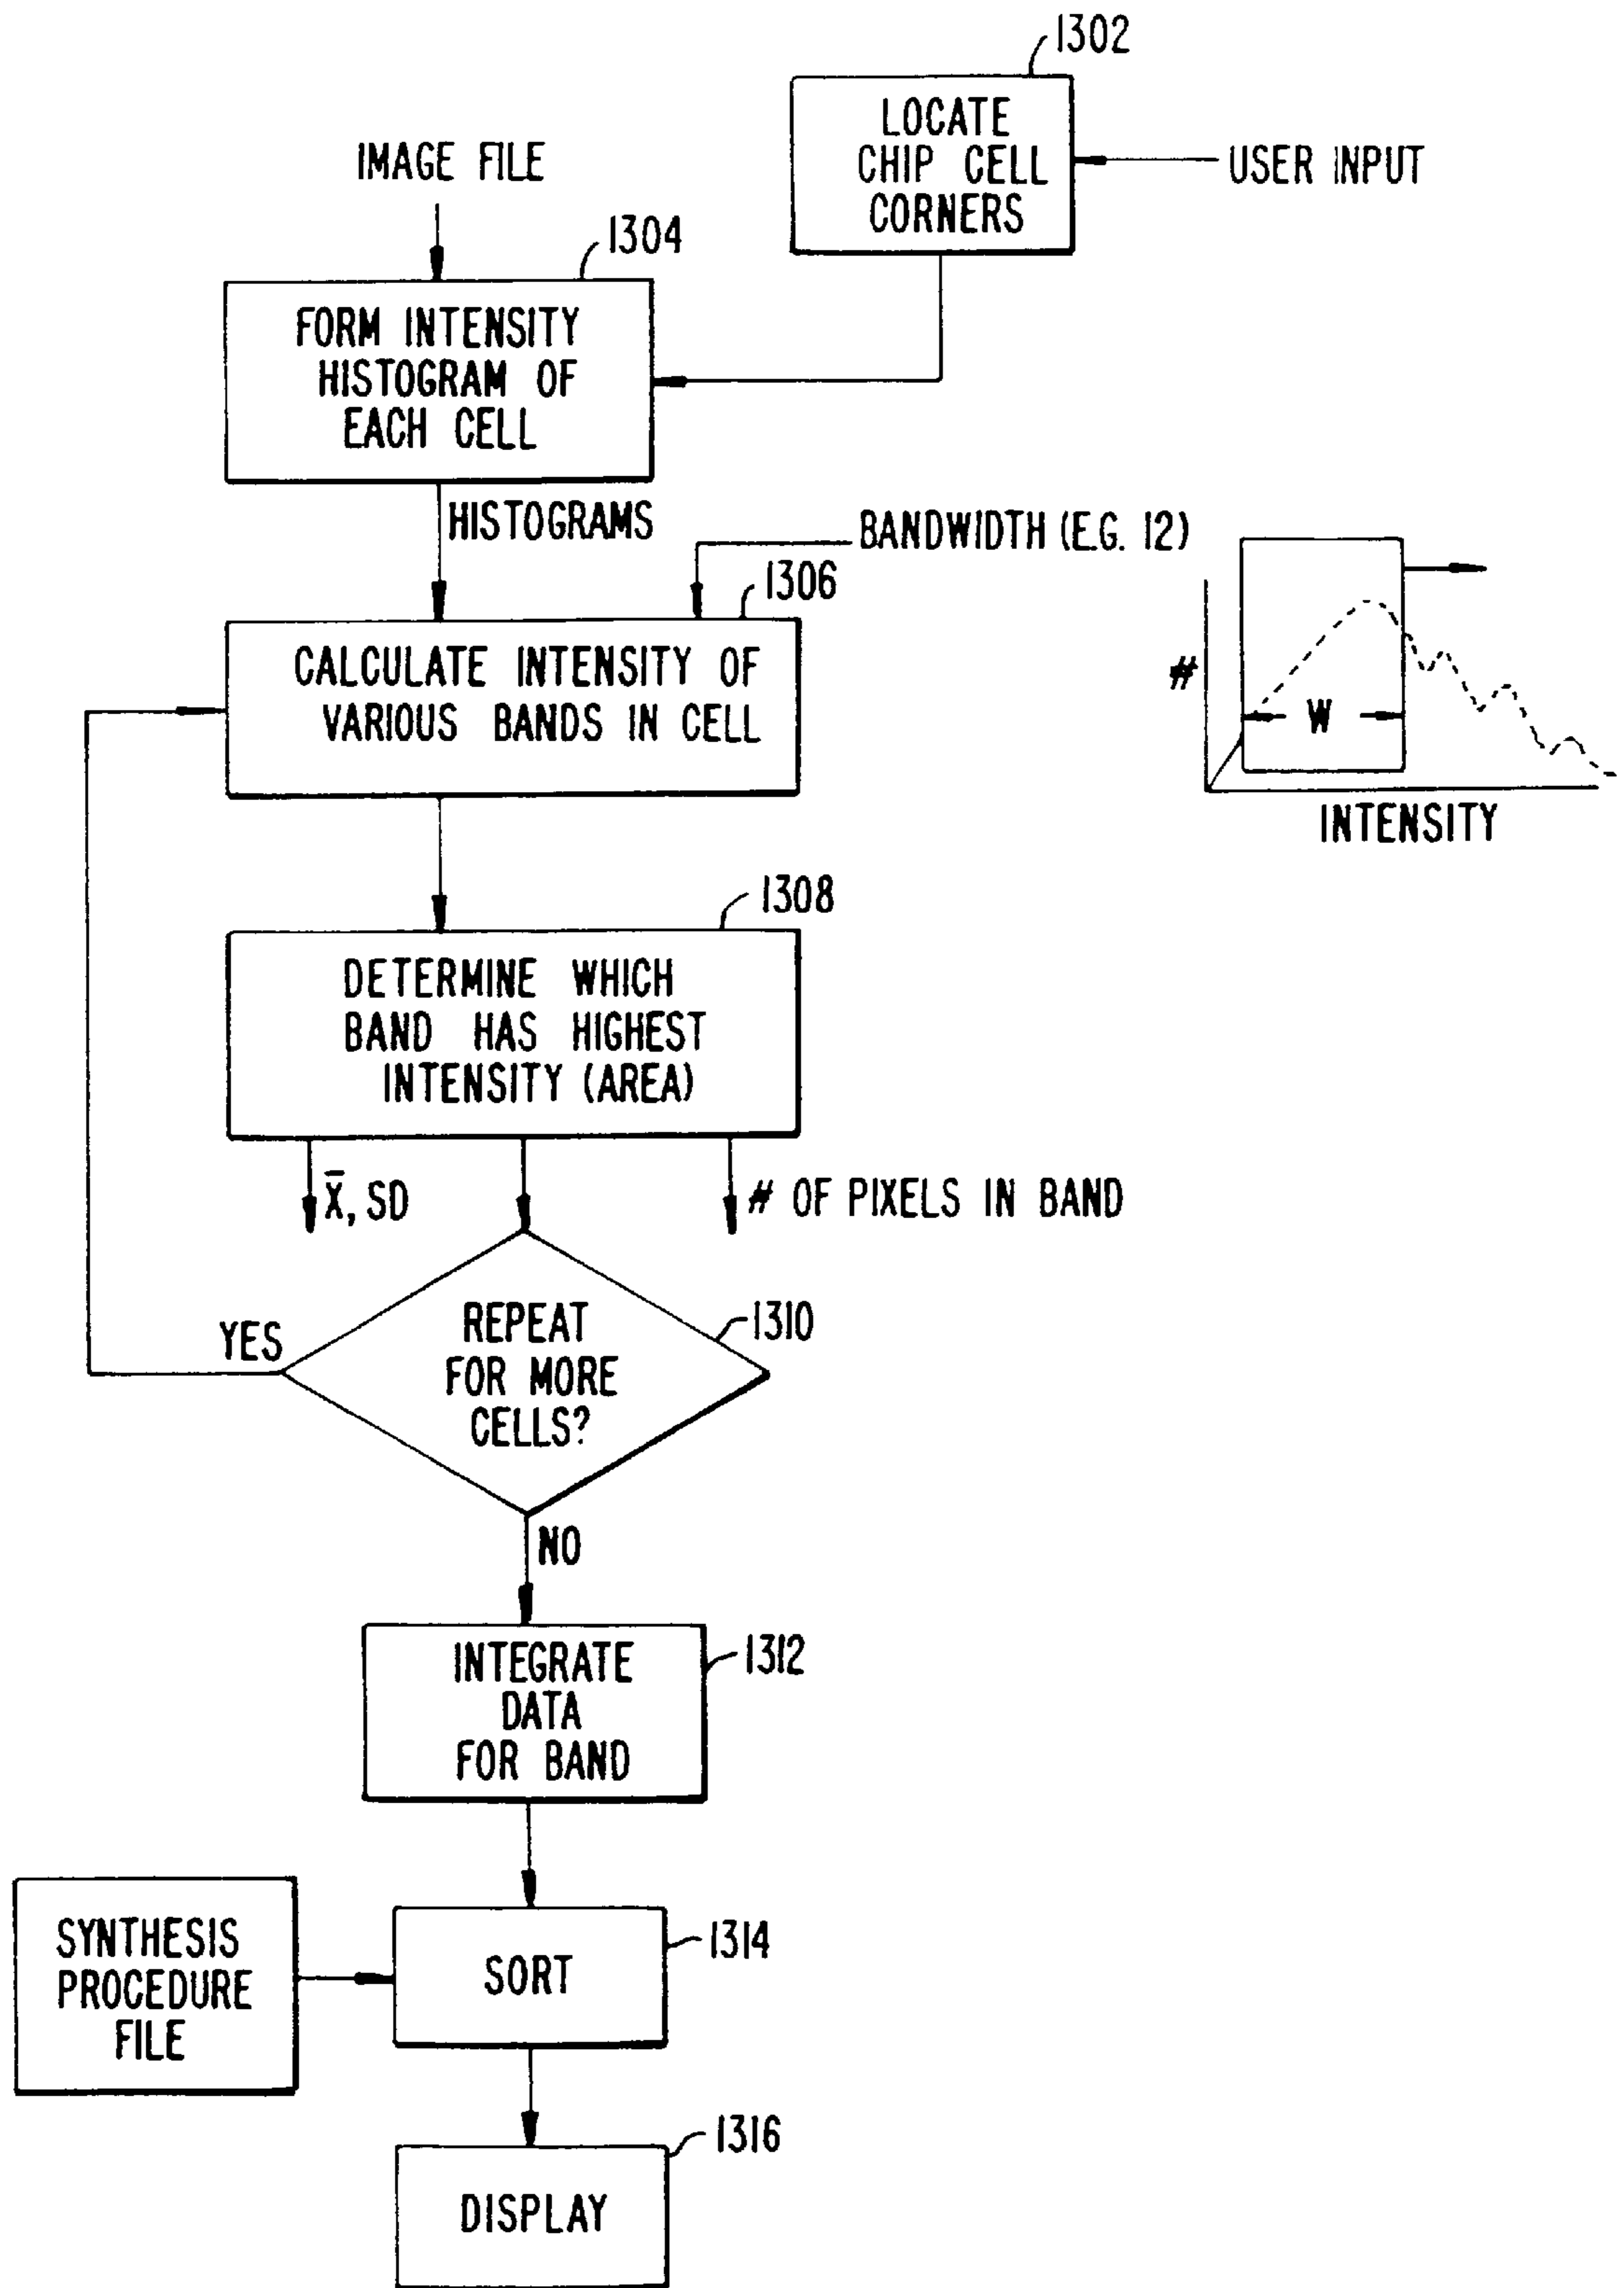 1302
LOCATE
CHIP CELL
CORNERS
USER INPUT
IMAGE FILE
1304
FORM INTENSITY
HISTOGRAM OF
EACH CELL
HISTOGRAMS
BANDWIDTH (E.G. 12)
1306
CALCULATE INTENSITY OF
VARIOUS BANDS IN CELL
#
W
INTENSITY
1308
DETERMINE WHICH
BAND HAS HIGHEST
INTENSITY (AREA)
X̄, SD
# OF PIXELS IN BAND
1310
REPEAT
FOR MORE
CELLS?
YES
NO
1312
INTEGRATE
DATA
FOR BAND
SYNTHESIS
PROCEDURE
FILE
1314
SORT
1316
DISPLAY